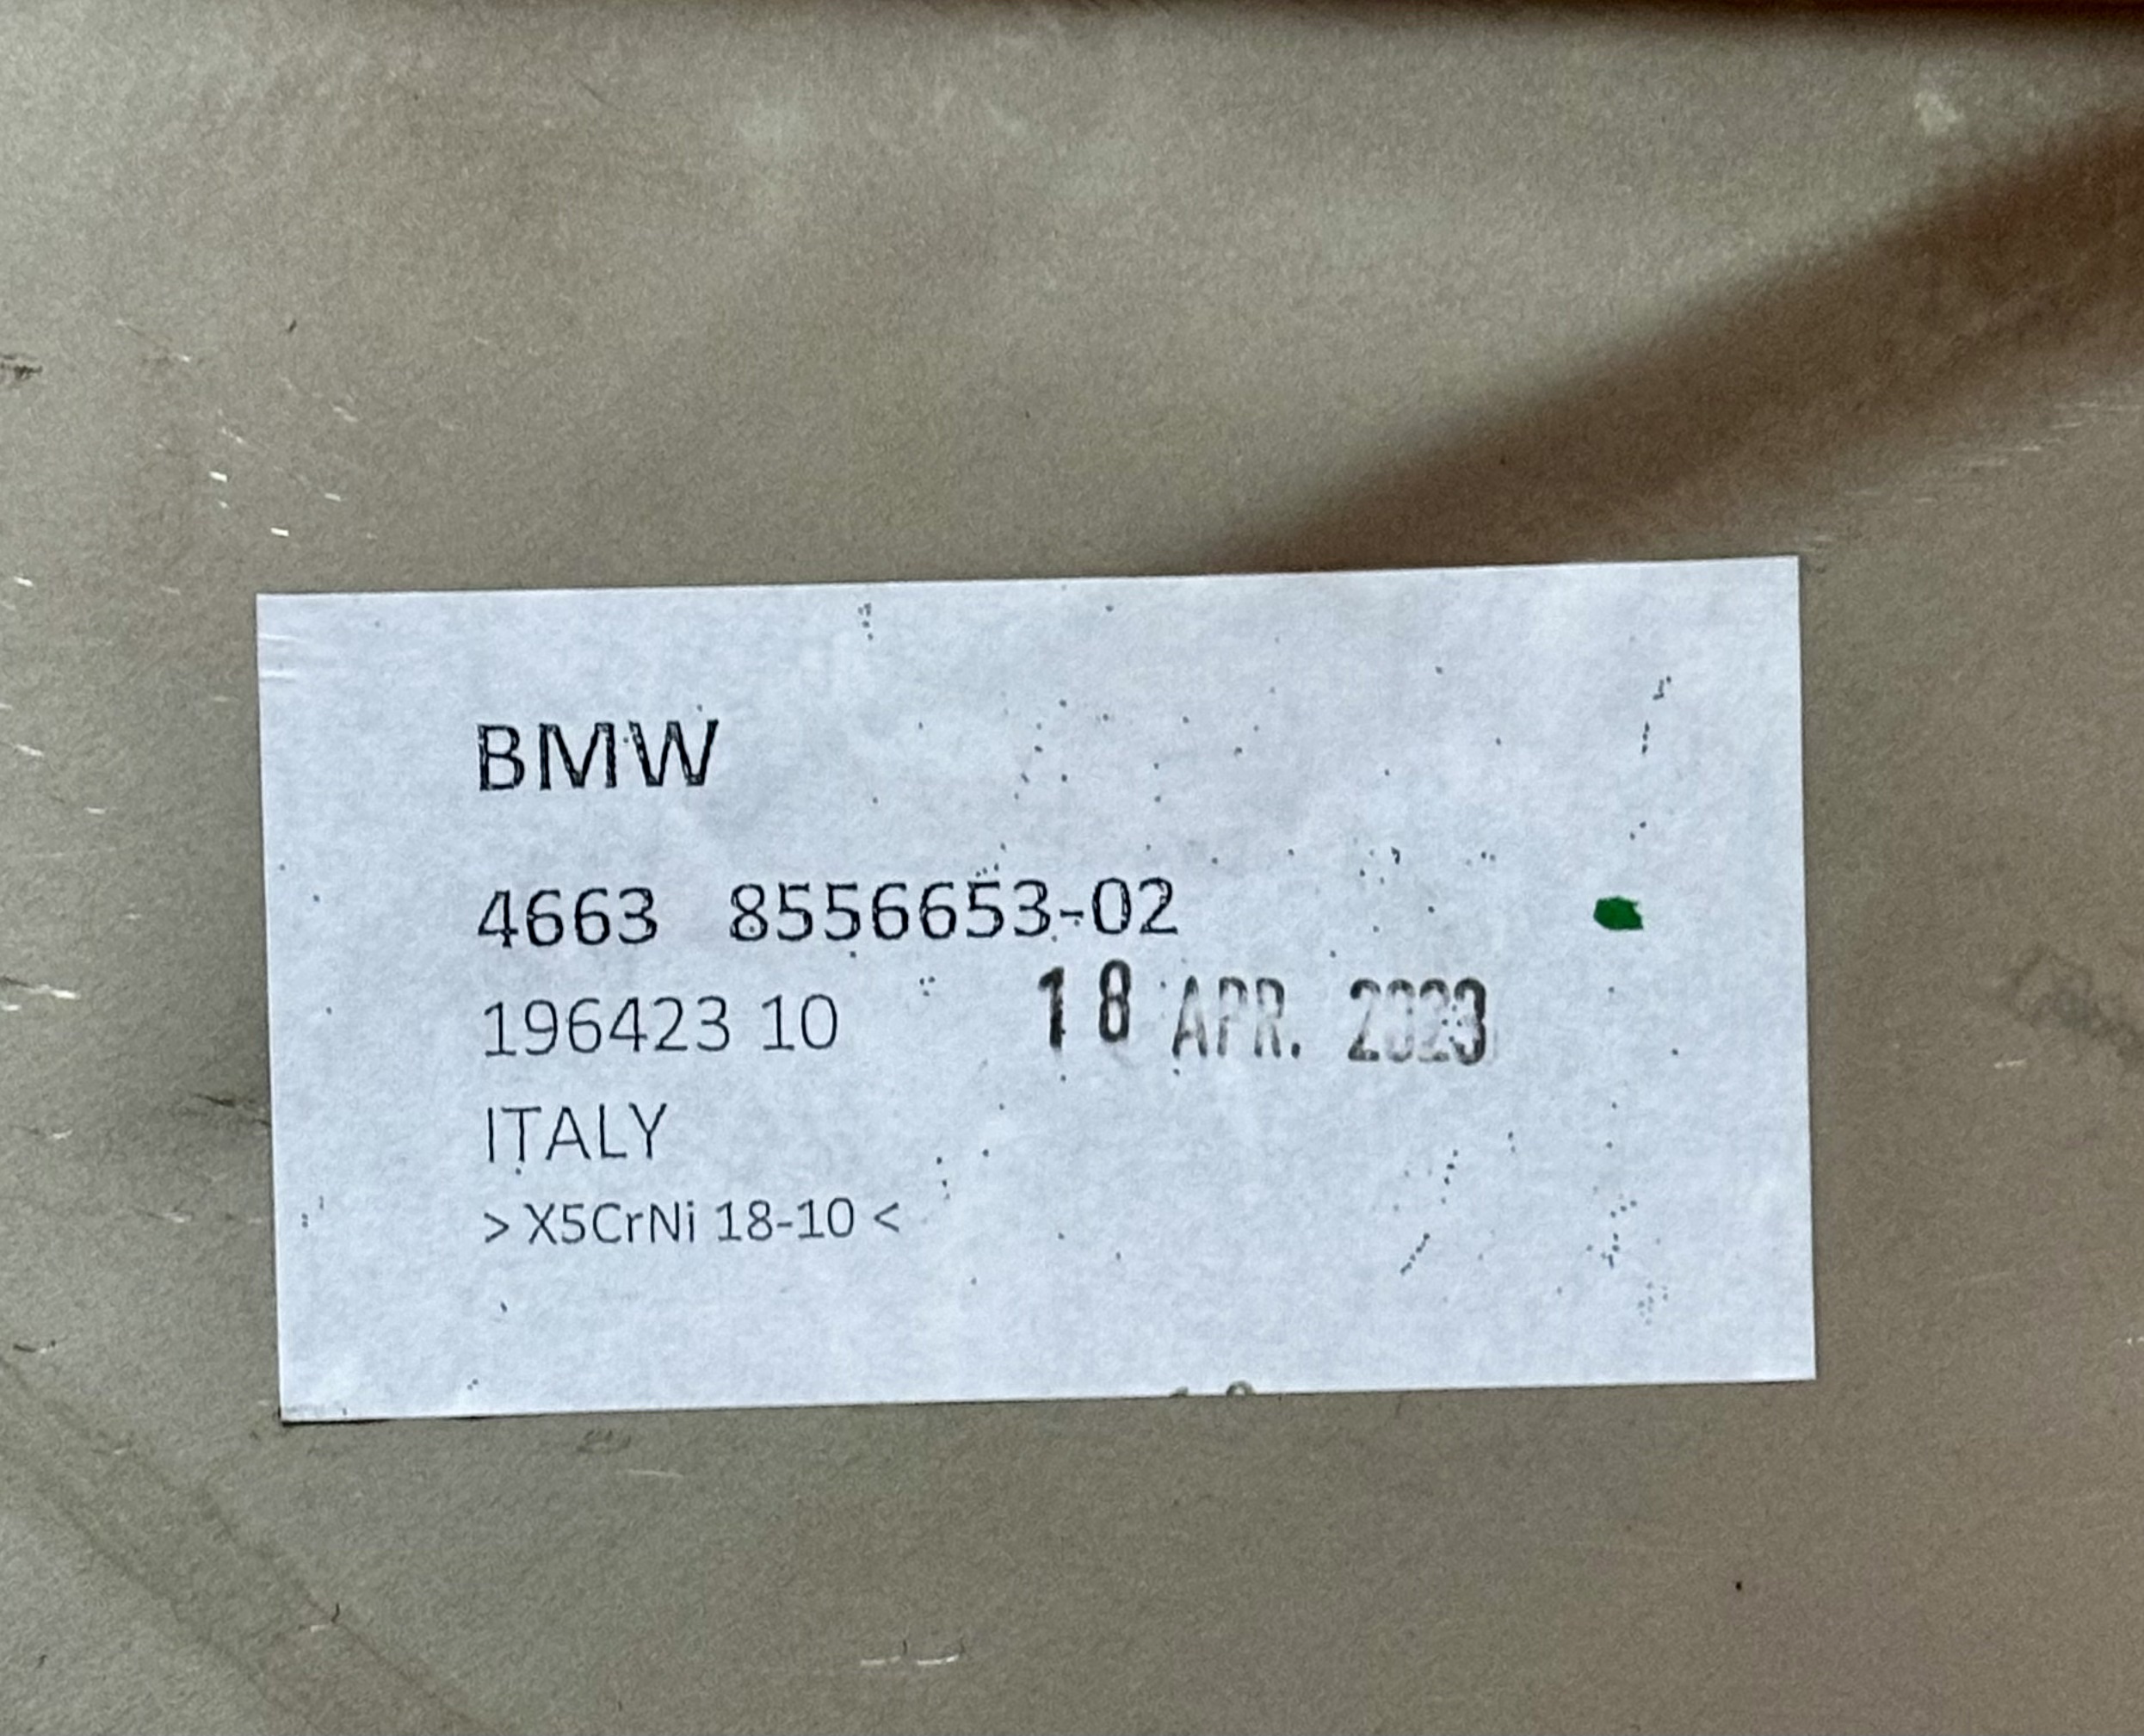 BMW
4663 8556653-02
196423 10 18 APR. 2023
ITALY
> X5CrNi 18-10 <